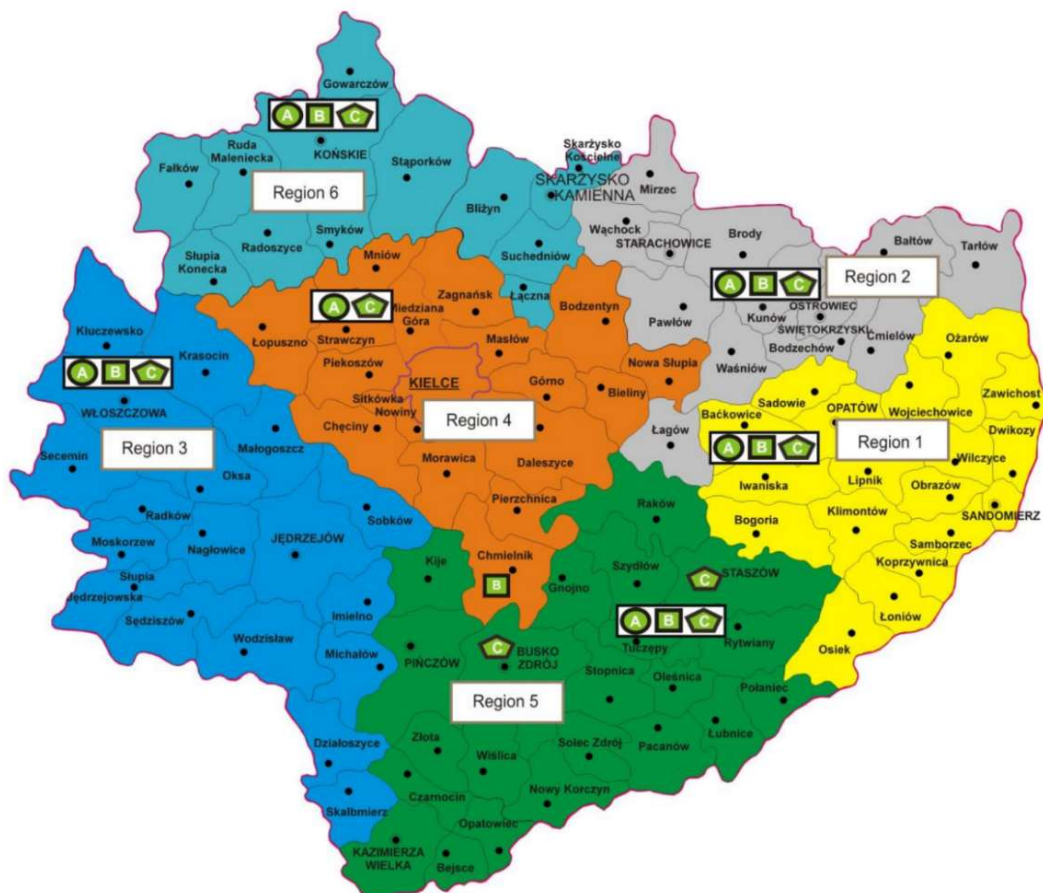 Gowarczów
A B C
KOŃSKIE
Ruda
Maleniecka
Fałków
Stąporków
Region 6
Radoszyce
Smyków
Słupia
Konecka
Skarżysko
Kościelne
SKARŻYSKO
KAMIENNA
Bliżyn
Suchedniów
Łączna
Mirzec
Wąchock
STARACHOWICE
Brody
Bałtów
Tarłów
Region 2
A B C
Pawłów
Kunów
OSTROWIEC
ŚWIĘTOKRZYSKI
Bodzechów
Ćmielów
Waśniów
Łagów
Mniów
A C
Miedziana
Góra
Zagnańsk
Bodzentyn
Łopuszno
Strawczyn
Masłów
Piekoszów
KIELCE
Nowa Słupia
Górno
Bieliny
Sitkówka
Nowiny
Region 4
Chęciny
Morawica
Daleszyce
Pierzchnica
Chmielnik
B
Kluczewsko
Krasocin
A B C
WŁOSZCZOWA
Region 3
Małogoszcz
Secemin
Oksa
Radków
Sobków
Moskorzew
Nagłowice
JĘDRZEJÓW
Słupia
Jędrzejowska
Sędziszów
Imielno
Wodzisław
Michałów
Działoszyce
Skalbmierz
Ożarów
Sadowie
OPATÓW
Wojciechowice
Zawichost
Baćkowice
A B C
Region 1
Dwikozy
Wilczyce
Iwaniska
Lipnik
Obrazów
SANDOMIERZ
Bogoria
Klimontów
Samborzec
Koprzywnica
Łoniów
Osiek
Raków
Kije
Szydłów
C
STASZÓW
Gnojno
A B C
Rytwiany
Tuczępy
PIŃCZÓW
C
BUSKO
ZDRÓJ
Region 5
Stopnica
Oleśnica
Połaniec
Łubnice
Pacanów
Złota
Wiślica
Solec Zdrój
Czarnocin
Nowy Korczyn
Opatowiec
KAZIMIERZA
WIELKA
Bejsce